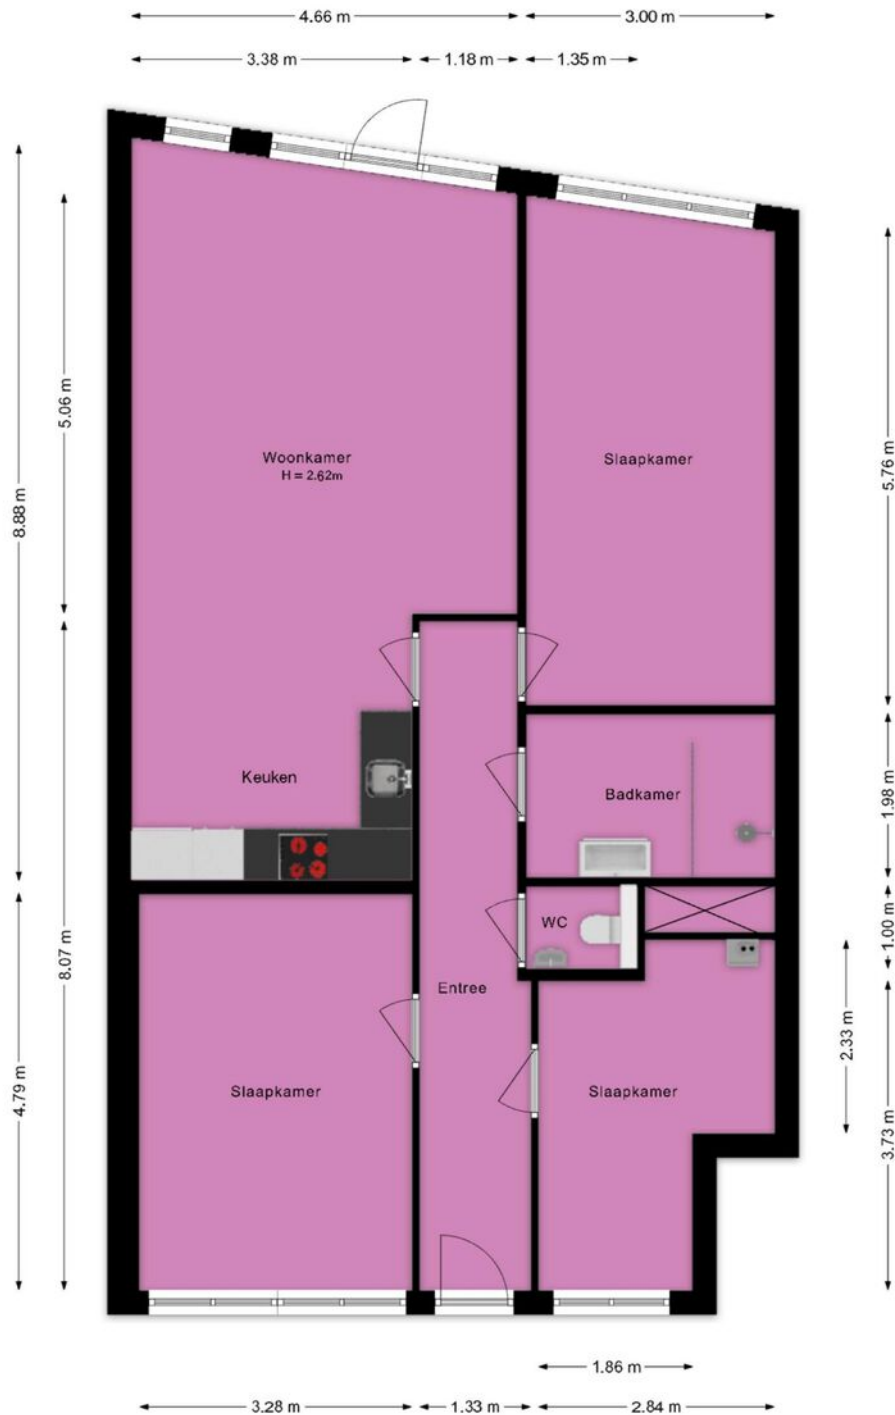 4.66 m
3.00 m
3.38 m
1.18 m
1.35 m
5.06 m
8.88 m
5.76 m
Woonkamer
H = 2.62m
Slaapkamer
Keuken
Badkamer
1.98 m
WC
1.00 m
8.07 m
Entree
2.33 m
4.79 m
Slaapkamer
Slaapkamer
3.73 m
1.86 m
3.28 m
1.33 m
2.84 m